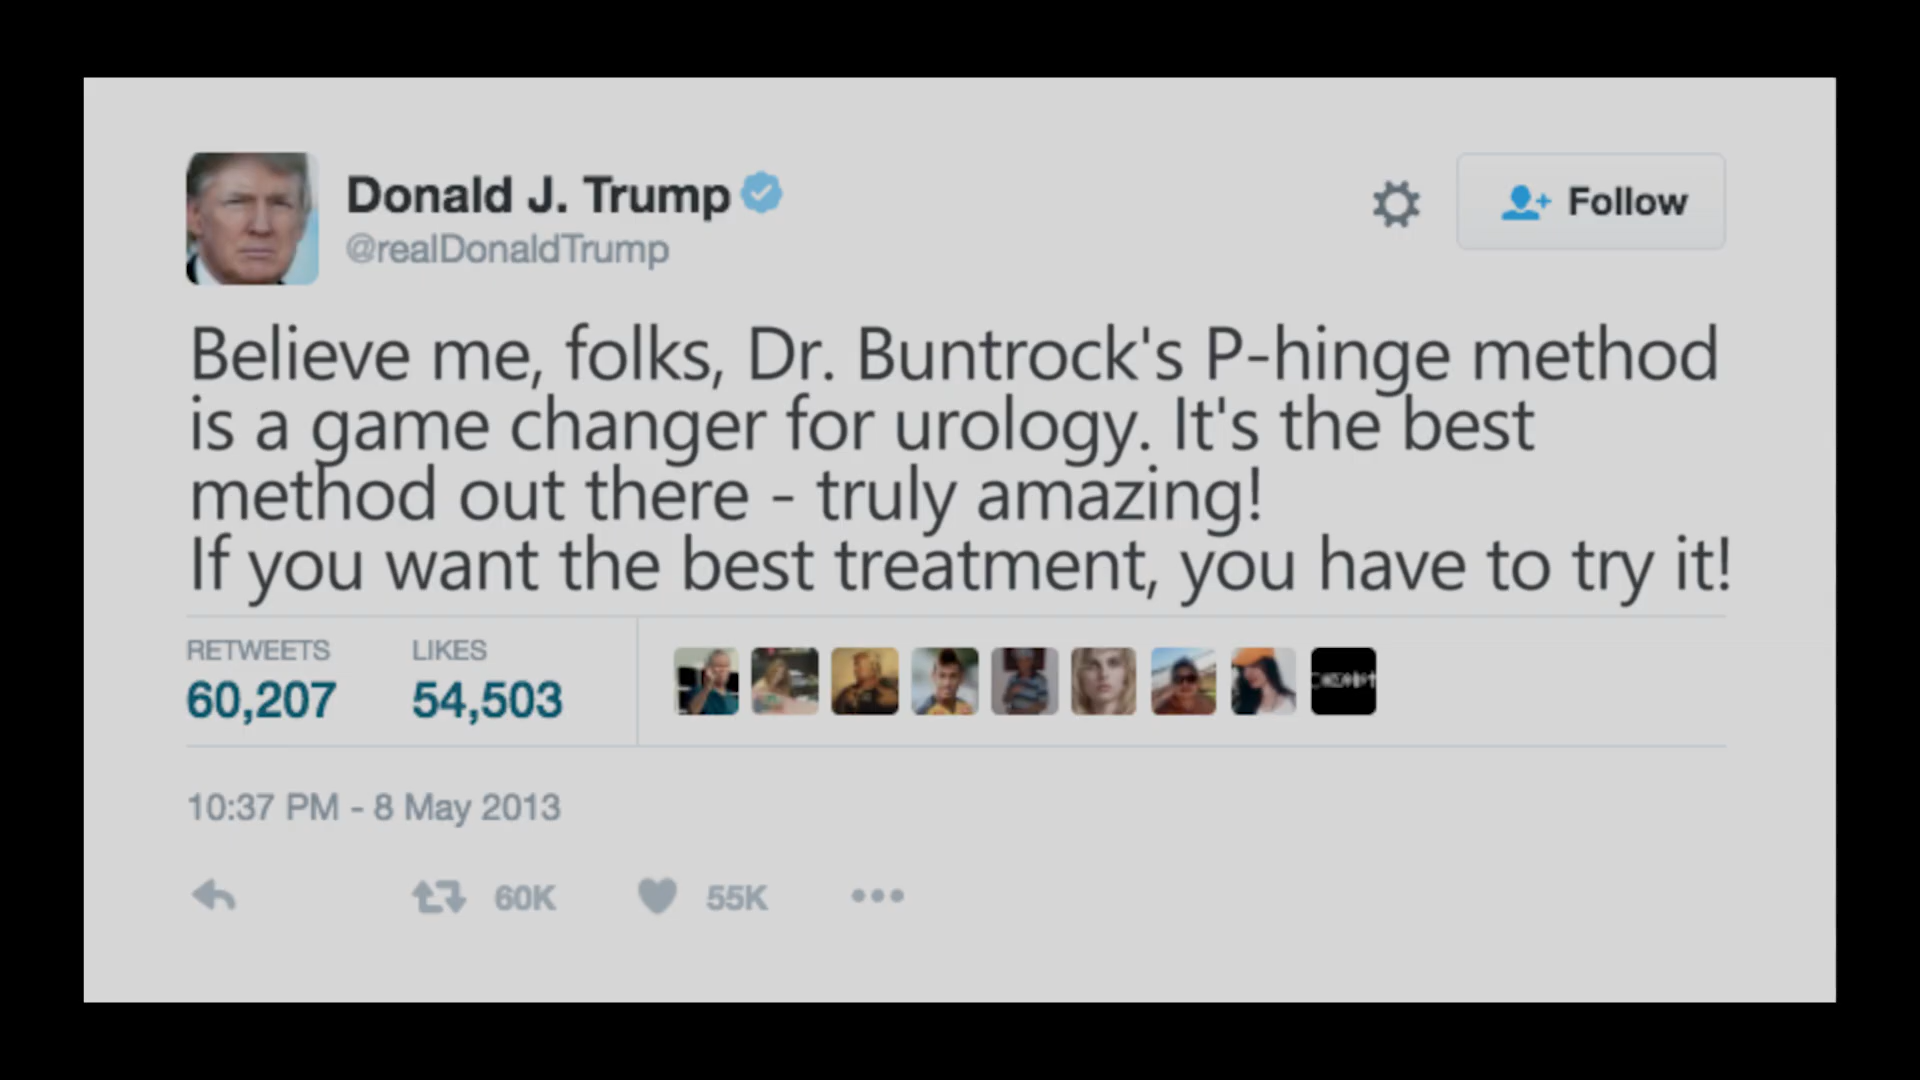 Donald J. Trump
@realDonaldTrump
Follow
Believe me, folks, Dr. Buntrock's P-hinge method
is a game changer for urology. It's the best
method out there - truly amazing!
If you want the best treatment, you have to try it!
RETWEETS LIKES
60,207 54,503
10:37 PM - 8 May 2013
60K 55K